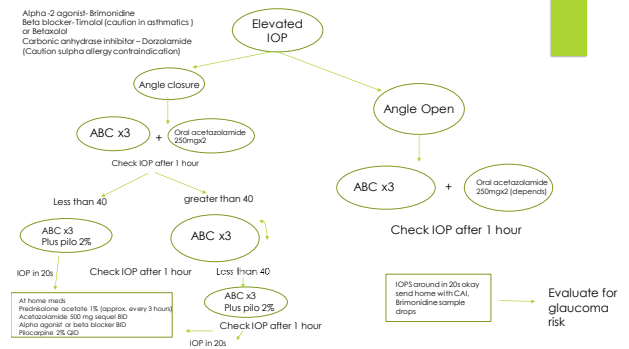 Alpha -2 agonist- Brimonidine
Beta blocker- Timolol (caution in asthmatics )
or Betaxolol
Carbonic anhydrase inhibitor – Dorzolamide
(Caution sulpha allergy contraindication)
Elevated
IOP
Angle closure
Angle Open
ABC x3
+
Oral acetazolamide
250mgx2
Check IOP after 1 hour
ABC x3
+
Oral acetazolamide
250mgx2 (depends)
Check IOP after 1 hour
Less than 40
greater than 40
ABC x3
Plus pilo 2%
ABC x3
IOP in 20s
Check IOP after 1 hour
Less than 40
At home meds
Prednisolone acetate 1% (approx. every 3 hours)
Acetazolamide 500 mg sequel BID
Alpha agonist or beta blocker BID
Pilocarpine 2% QID
ABC x3
Plus pilo 2%
Check IOP after 1 hour
IOP in 20s
IOPS around in 20s okay
send home with CAI,
Brimonidine sample
drops
Evaluate for
glaucoma
risk